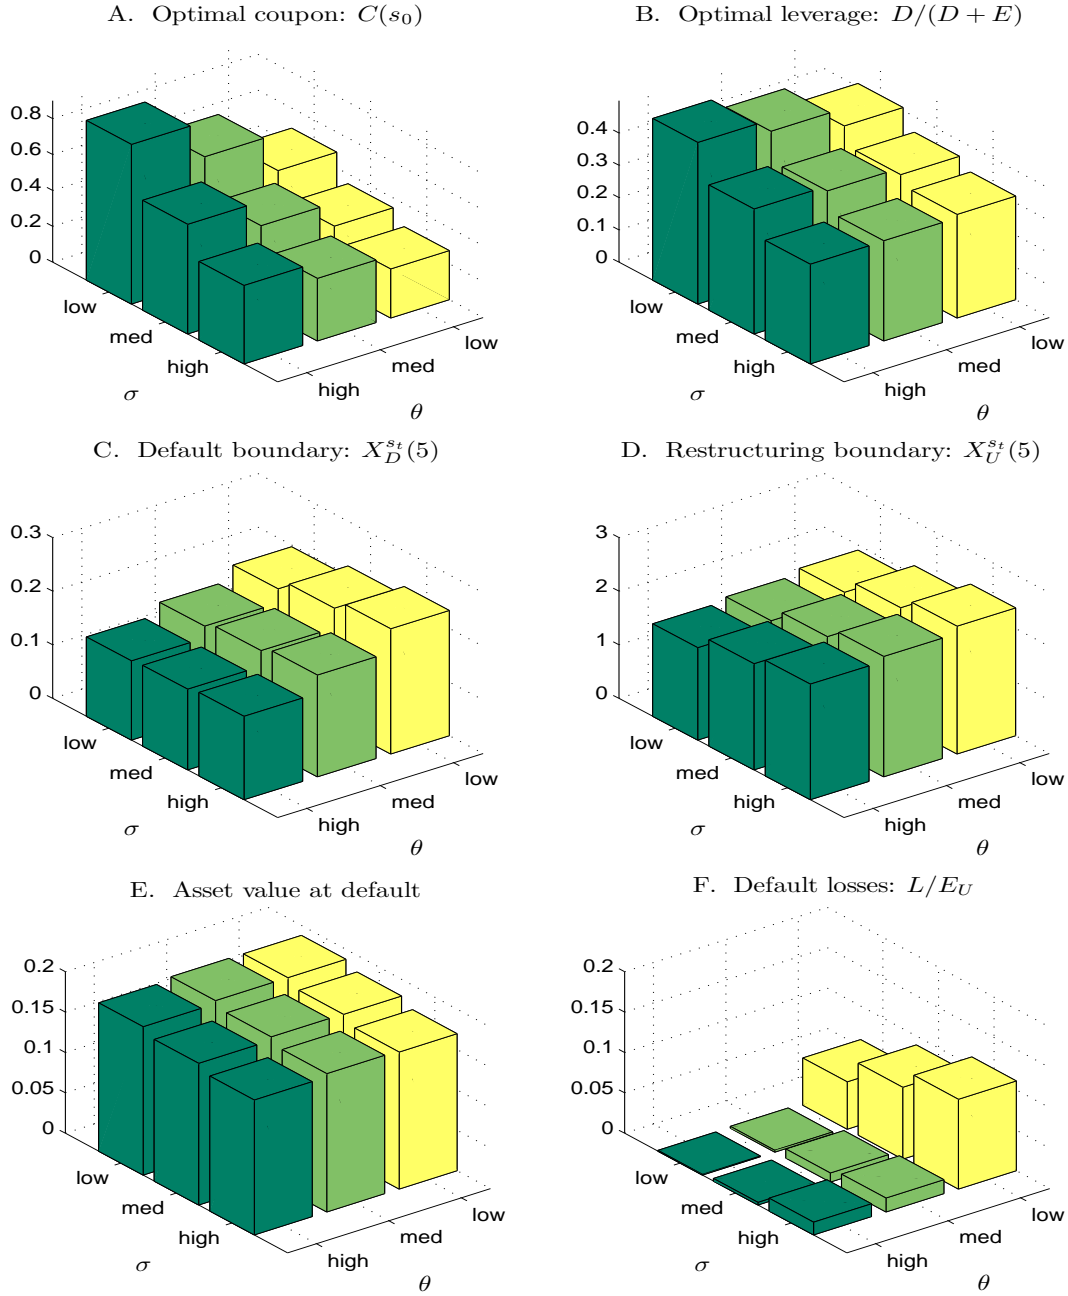 A. Optimal coupon: C(s₀)
0.8
0.6
0.4
0.2
0
low
med
high
σ
high
med
low
θ
B. Optimal leverage: D/(D + E)
0.4
0.3
0.2
0.1
0
low
med
high
σ
high
med
low
θ
C. Default boundary: X_D^{s_t}(5)
0.3
0.2
0.1
0
low
med
high
σ
high
med
low
θ
D. Restructuring boundary: X_U^{s_t}(5)
3
2
1
0
low
med
high
σ
high
med
low
θ
E. Asset value at default
0.2
0.15
0.1
0.05
0
low
med
high
σ
high
med
low
θ
F. Default losses: L/E_U
0.2
0.15
0.1
0.05
0
low
med
high
σ
high
med
low
θ